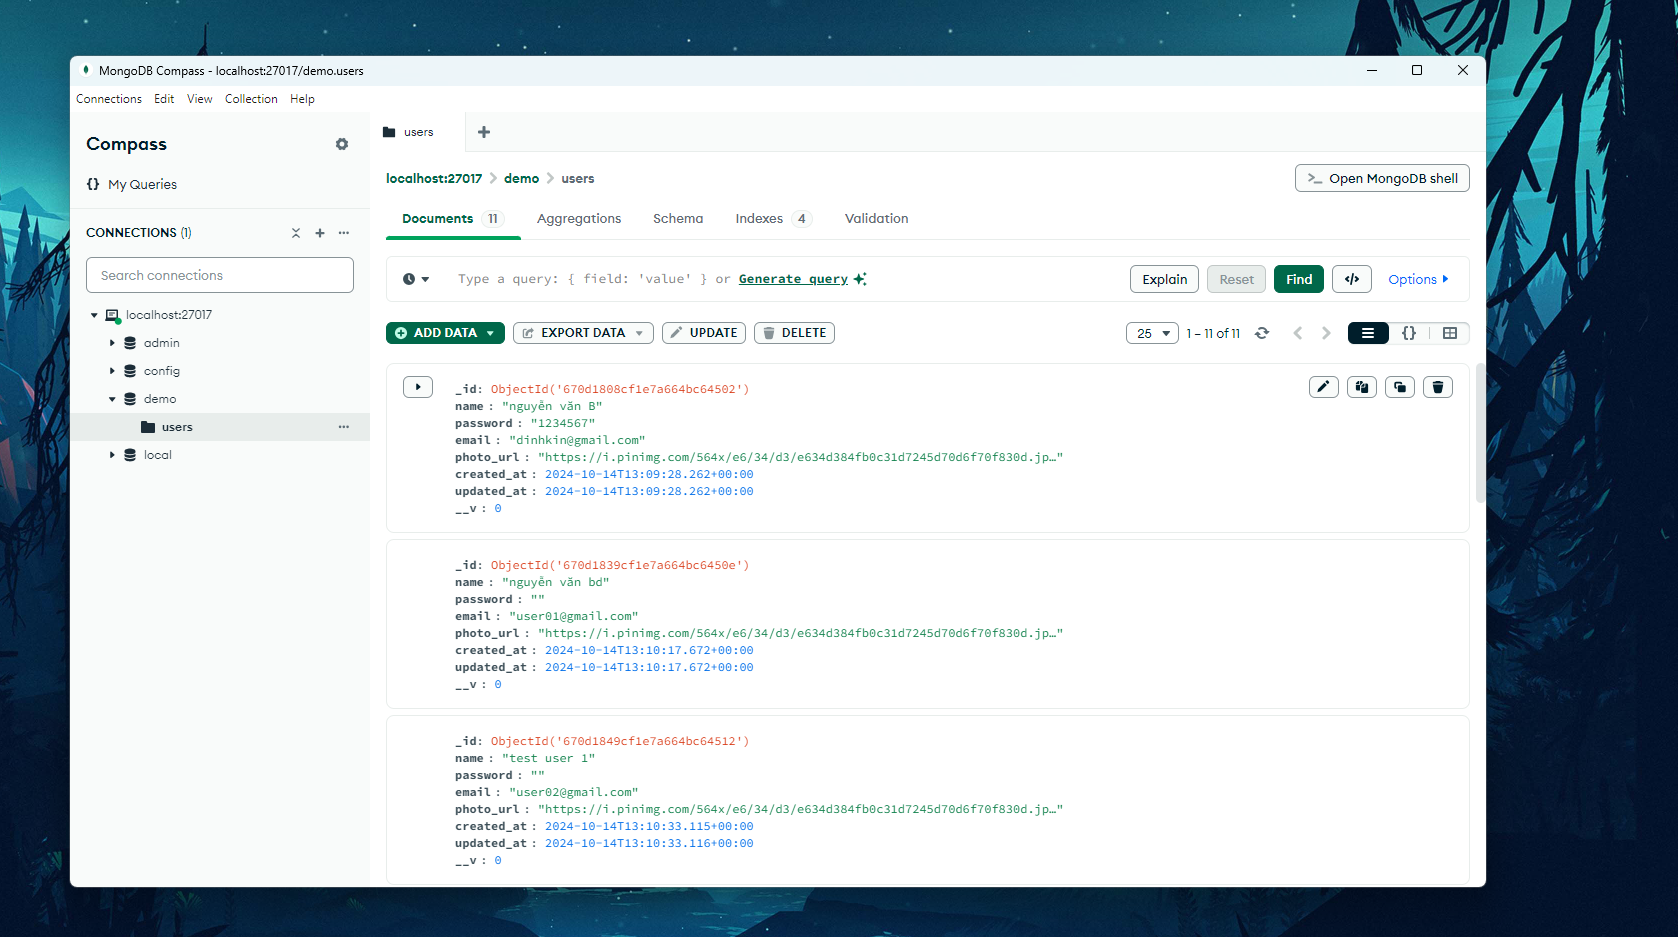 MongoDB Compass - localhost:27017/demo.users
Connections Edit View Collection Help
Compass
{} My Queries
CONNECTIONS (1)
Search connections
localhost:27017
admin
config
demo
users
local
users
localhost:27017 > demo > users
>_ Open MongoDB shell
Documents 11 Aggregations Schema Indexes 4 Validation
Type a query: { field: 'value' } or Generate query
Explain Reset Find </> Options
ADD DATA EXPORT DATA UPDATE DELETE
25 1 – 11 of 11 {}
_id: ObjectId('670d1808cf1e7a664bc64502')
name : "nguyễn văn B"
password : "1234567"
email : "dinhkin@gmail.com"
photo_url : "https://i.pinimg.com/564x/e6/34/d3/e634d384fb0c31d7245d70d6f70f830d.jp…"
created_at : 2024-10-14T13:09:28.262+00:00
updated_at : 2024-10-14T13:09:28.262+00:00
__v : 0
_id: ObjectId('670d1839cf1e7a664bc6450e')
name : "nguyễn văn bd"
password : ""
email : "user01@gmail.com"
photo_url : "https://i.pinimg.com/564x/e6/34/d3/e634d384fb0c31d7245d70d6f70f830d.jp…"
created_at : 2024-10-14T13:10:17.672+00:00
updated_at : 2024-10-14T13:10:17.672+00:00
__v : 0
_id: ObjectId('670d1849cf1e7a664bc64512')
name : "test user 1"
password : ""
email : "user02@gmail.com"
photo_url : "https://i.pinimg.com/564x/e6/34/d3/e634d384fb0c31d7245d70d6f70f830d.jp…"
created_at : 2024-10-14T13:10:33.115+00:00
updated_at : 2024-10-14T13:10:33.116+00:00
__v : 0